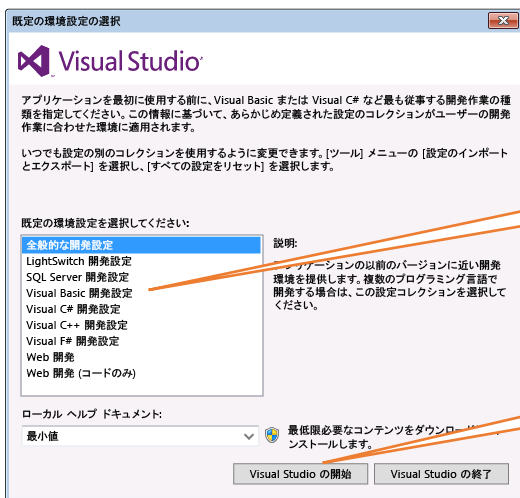 既定の環境設定の選択
Visual Studio
アプリケーションを最初に使用する前に、Visual Basic または Visual C# など最も従事する開発作業の種
類を指定してください。この情報に基づいて、あらかじめ定義された設定のコレクションがユーザーの開発
作業に合わせた環境に適用されます。
いつでも設定の別のコレクションを使用するように変更できます。[ツール] メニューの [設定のインポート
とエクスポート] を選択し、[すべての設定をリセット] を選択します。
既定の環境設定を選択してください:
全般的な開発設定
LightSwitch 開発設定
SQL Server 開発設定
Visual Basic 開発設定
Visual C# 開発設定
Visual C++ 開発設定
Visual F# 開発設定
Web 開発
Web 開発 (コードのみ)
説明:
アプリケーションの以前のバージョンに近い開発
環境を提供します。複数のプログラミング言語で
開発する場合は、この設定コレクションを選択して
ください。
ローカル ヘルプ ドキュメント:
最小値
最低限必要なコンテンツをダウンロード
ンストールします。
Visual Studio の開始
Visual Studio の終了